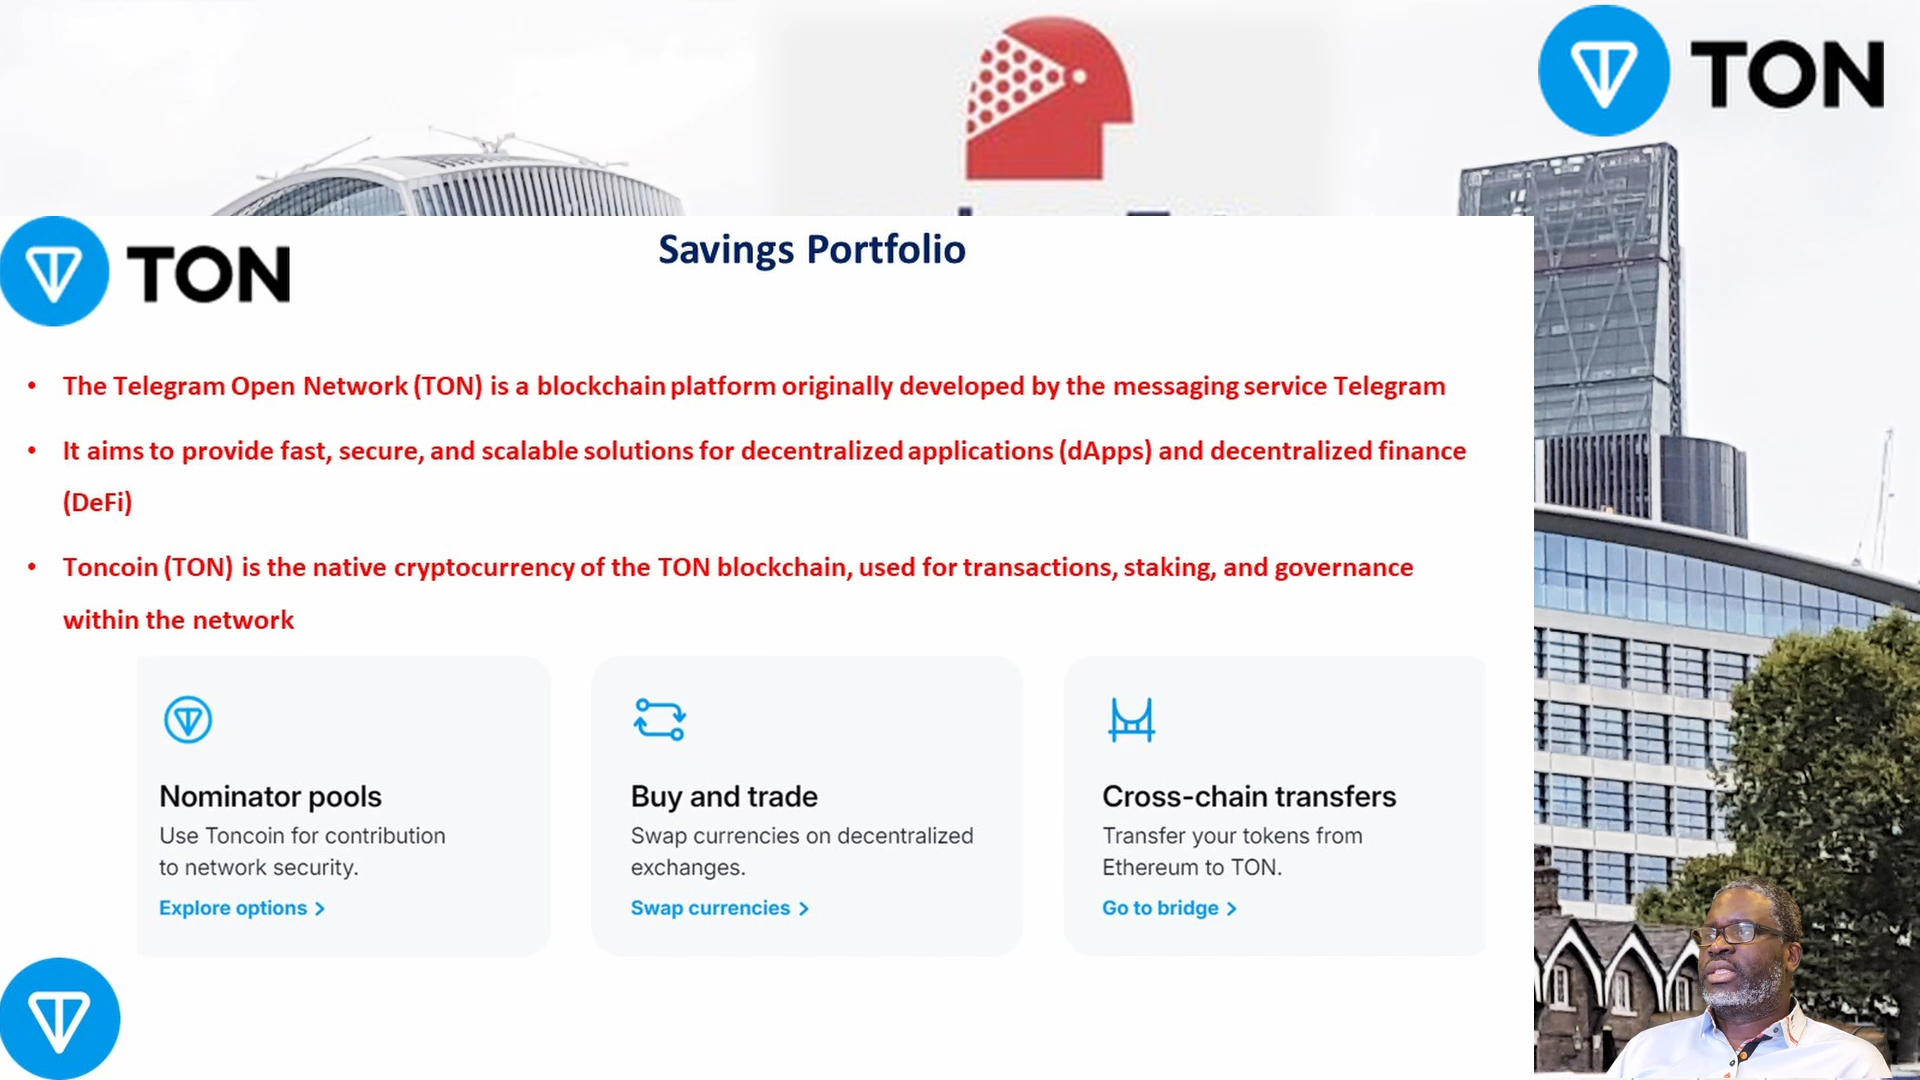 TON
TON
Savings Portfolio
• The Telegram Open Network (TON) is a blockchain platform originally developed by the messaging service Telegram
• It aims to provide fast, secure, and scalable solutions for decentralized applications (dApps) and decentralized finance
(DeFi)
• Toncoin (TON) is the native cryptocurrency of the TON blockchain, used for transactions, staking, and governance
within the network
Nominator pools
Use Toncoin for contribution
to network security.
Explore options >
Buy and trade
Swap currencies on decentralized
exchanges.
Swap currencies >
Cross-chain transfers
Transfer your tokens from
Ethereum to TON.
Go to bridge >